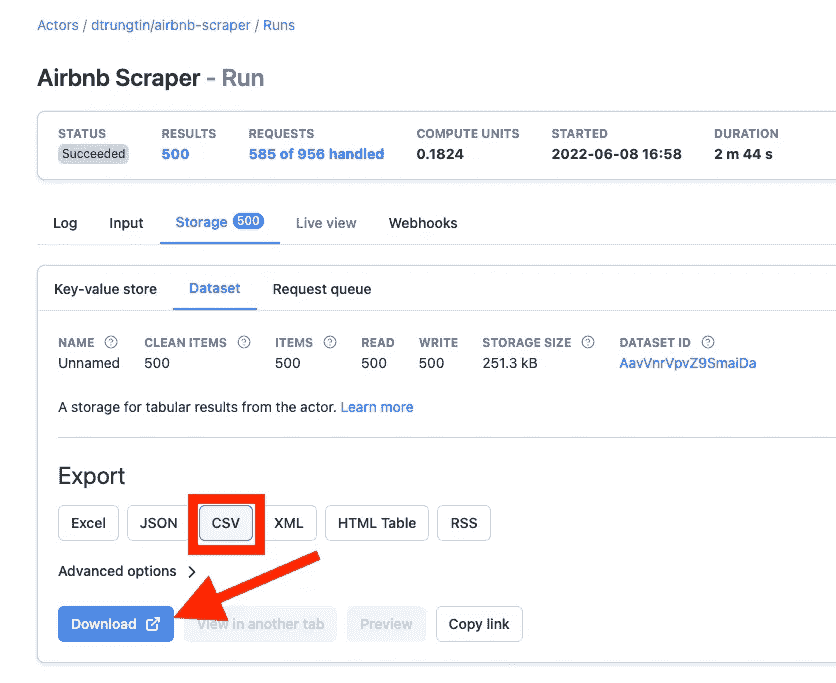 Actors / dtrungtin/airbnb-scraper / Runs
Airbnb Scraper - Run
STATUS RESULTS REQUESTS COMPUTE UNITS STARTED DURATION
Succeeded 500 585 of 956 handled 0.1824 2022-06-08 16:58 2 m 44 s
Log Input Storage 500 Live view Webhooks
Key-value store Dataset Request queue
NAME CLEAN ITEMS ITEMS READ WRITE STORAGE SIZE DATASET ID
Unnamed 500 500 500 500 251.3 kB AavVnrVpvZ9SmaiDa
A storage for tabular results from the actor. Learn more
Export
Excel JSON CSV XML HTML Table RSS
Advanced options
Download View in another tab Preview Copy link